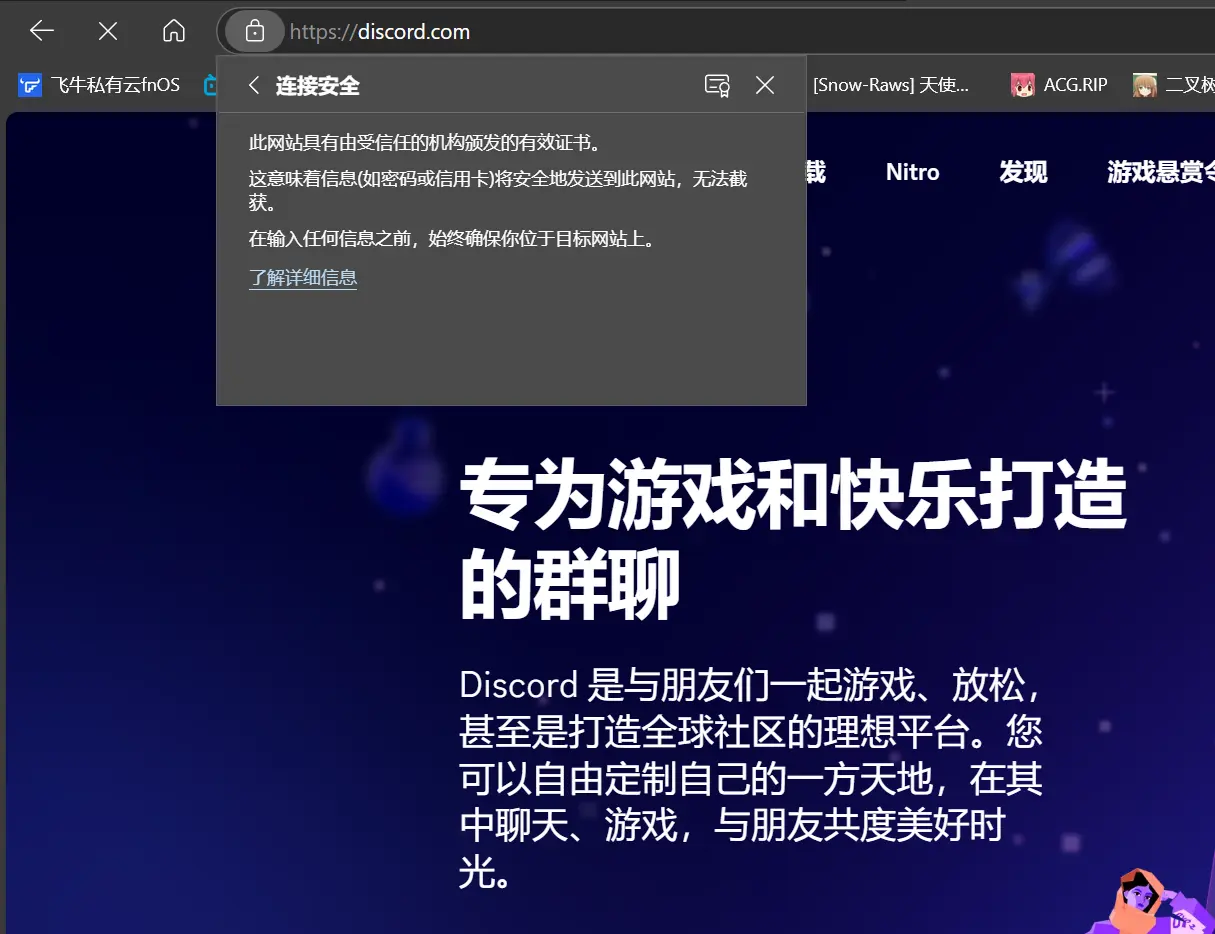 https://discord.com
飞牛私有云fnOS
连接安全
[Snow-Raws] 天使...
ACG.RIP
二叉树
此网站具有由受信任的机构颁发的有效证书。
这意味着信息(如密码或信用卡)将安全地发送到此网站，无法截
获。
在输入任何信息之前，始终确保你位于目标网站上。
了解详细信息
载
Nitro
发现
游戏悬赏令
专为游戏和快乐打造
的群聊
Discord 是与朋友们一起游戏、放松，
甚至是打造全球社区的理想平台。您
可以自由定制自己的一方天地，在其
中聊天、游戏，与朋友共度美好时
光。